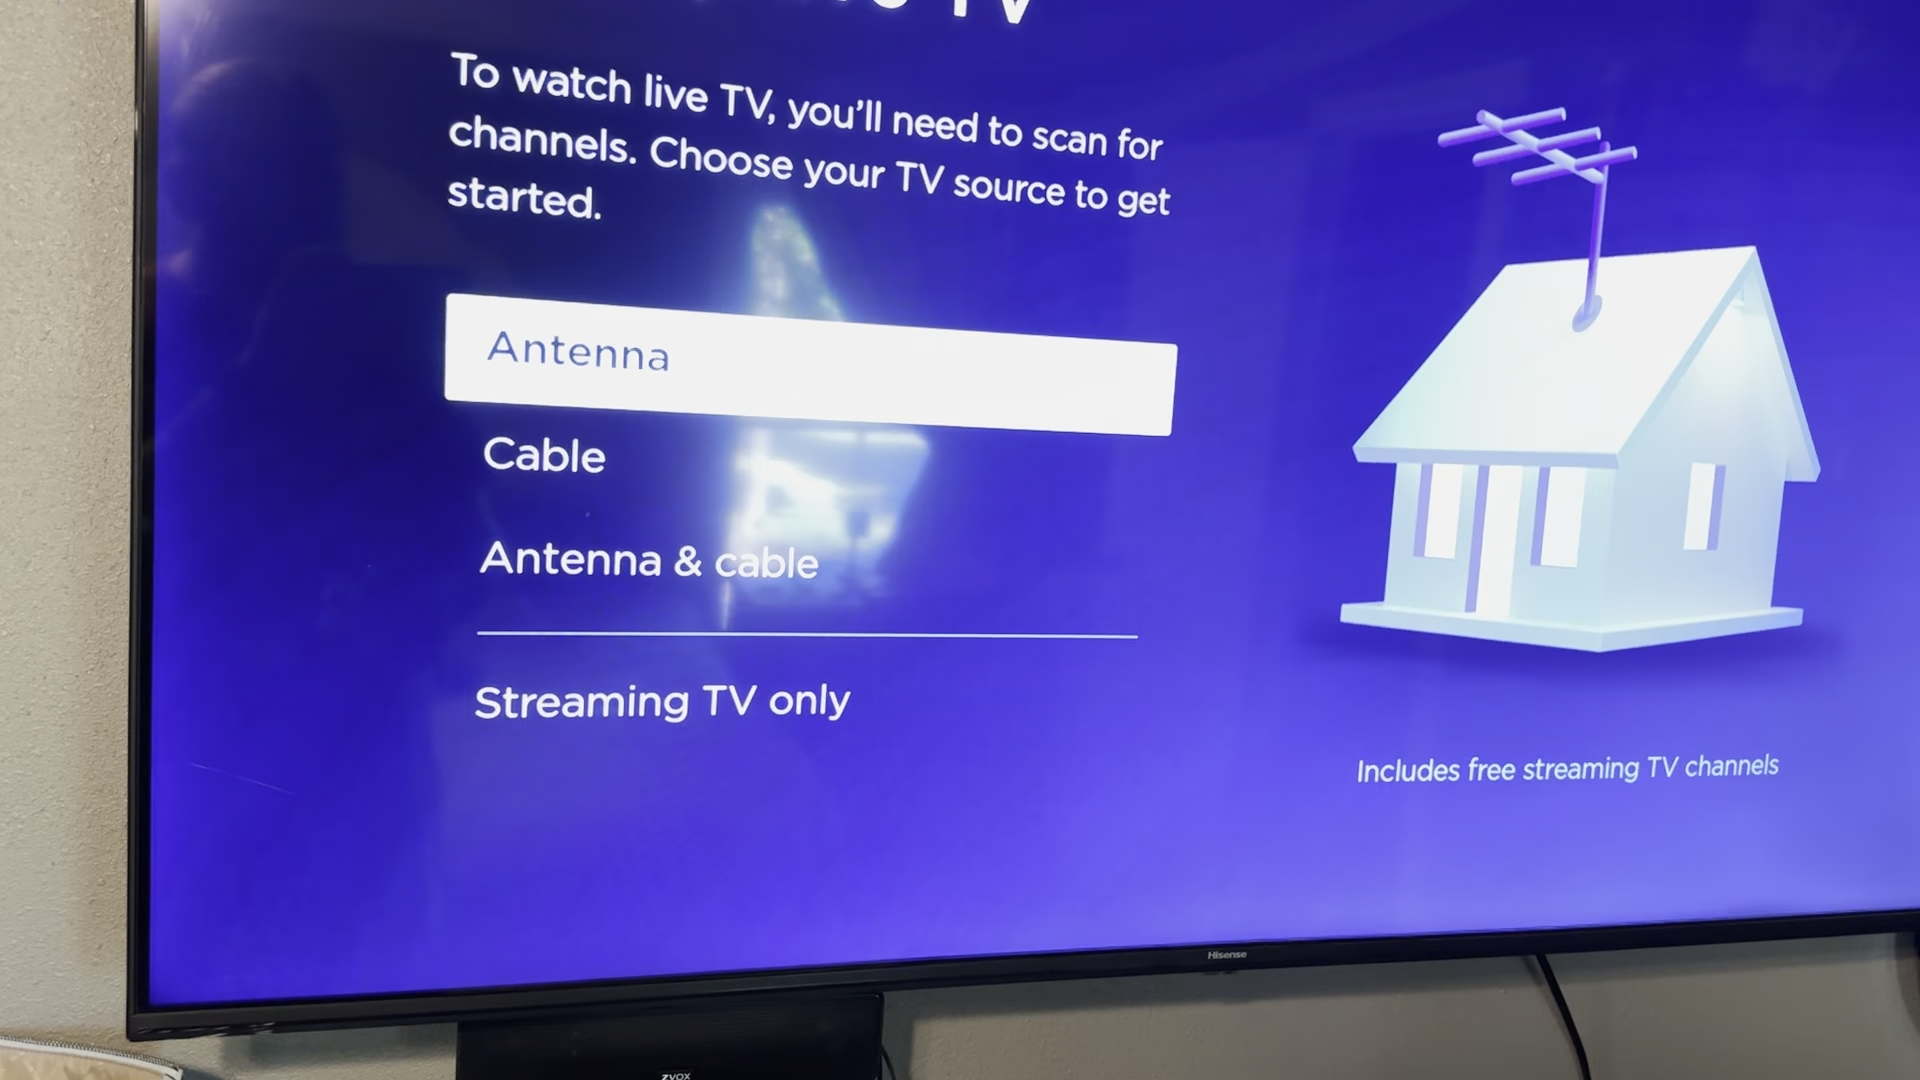 TV
To watch live TV, you'll need to scan for
channels. Choose your TV source to get
started.
Antenna
Cable
Antenna & cable
Streaming TV only
Includes free streaming TV channels
Hisense
ZVOX